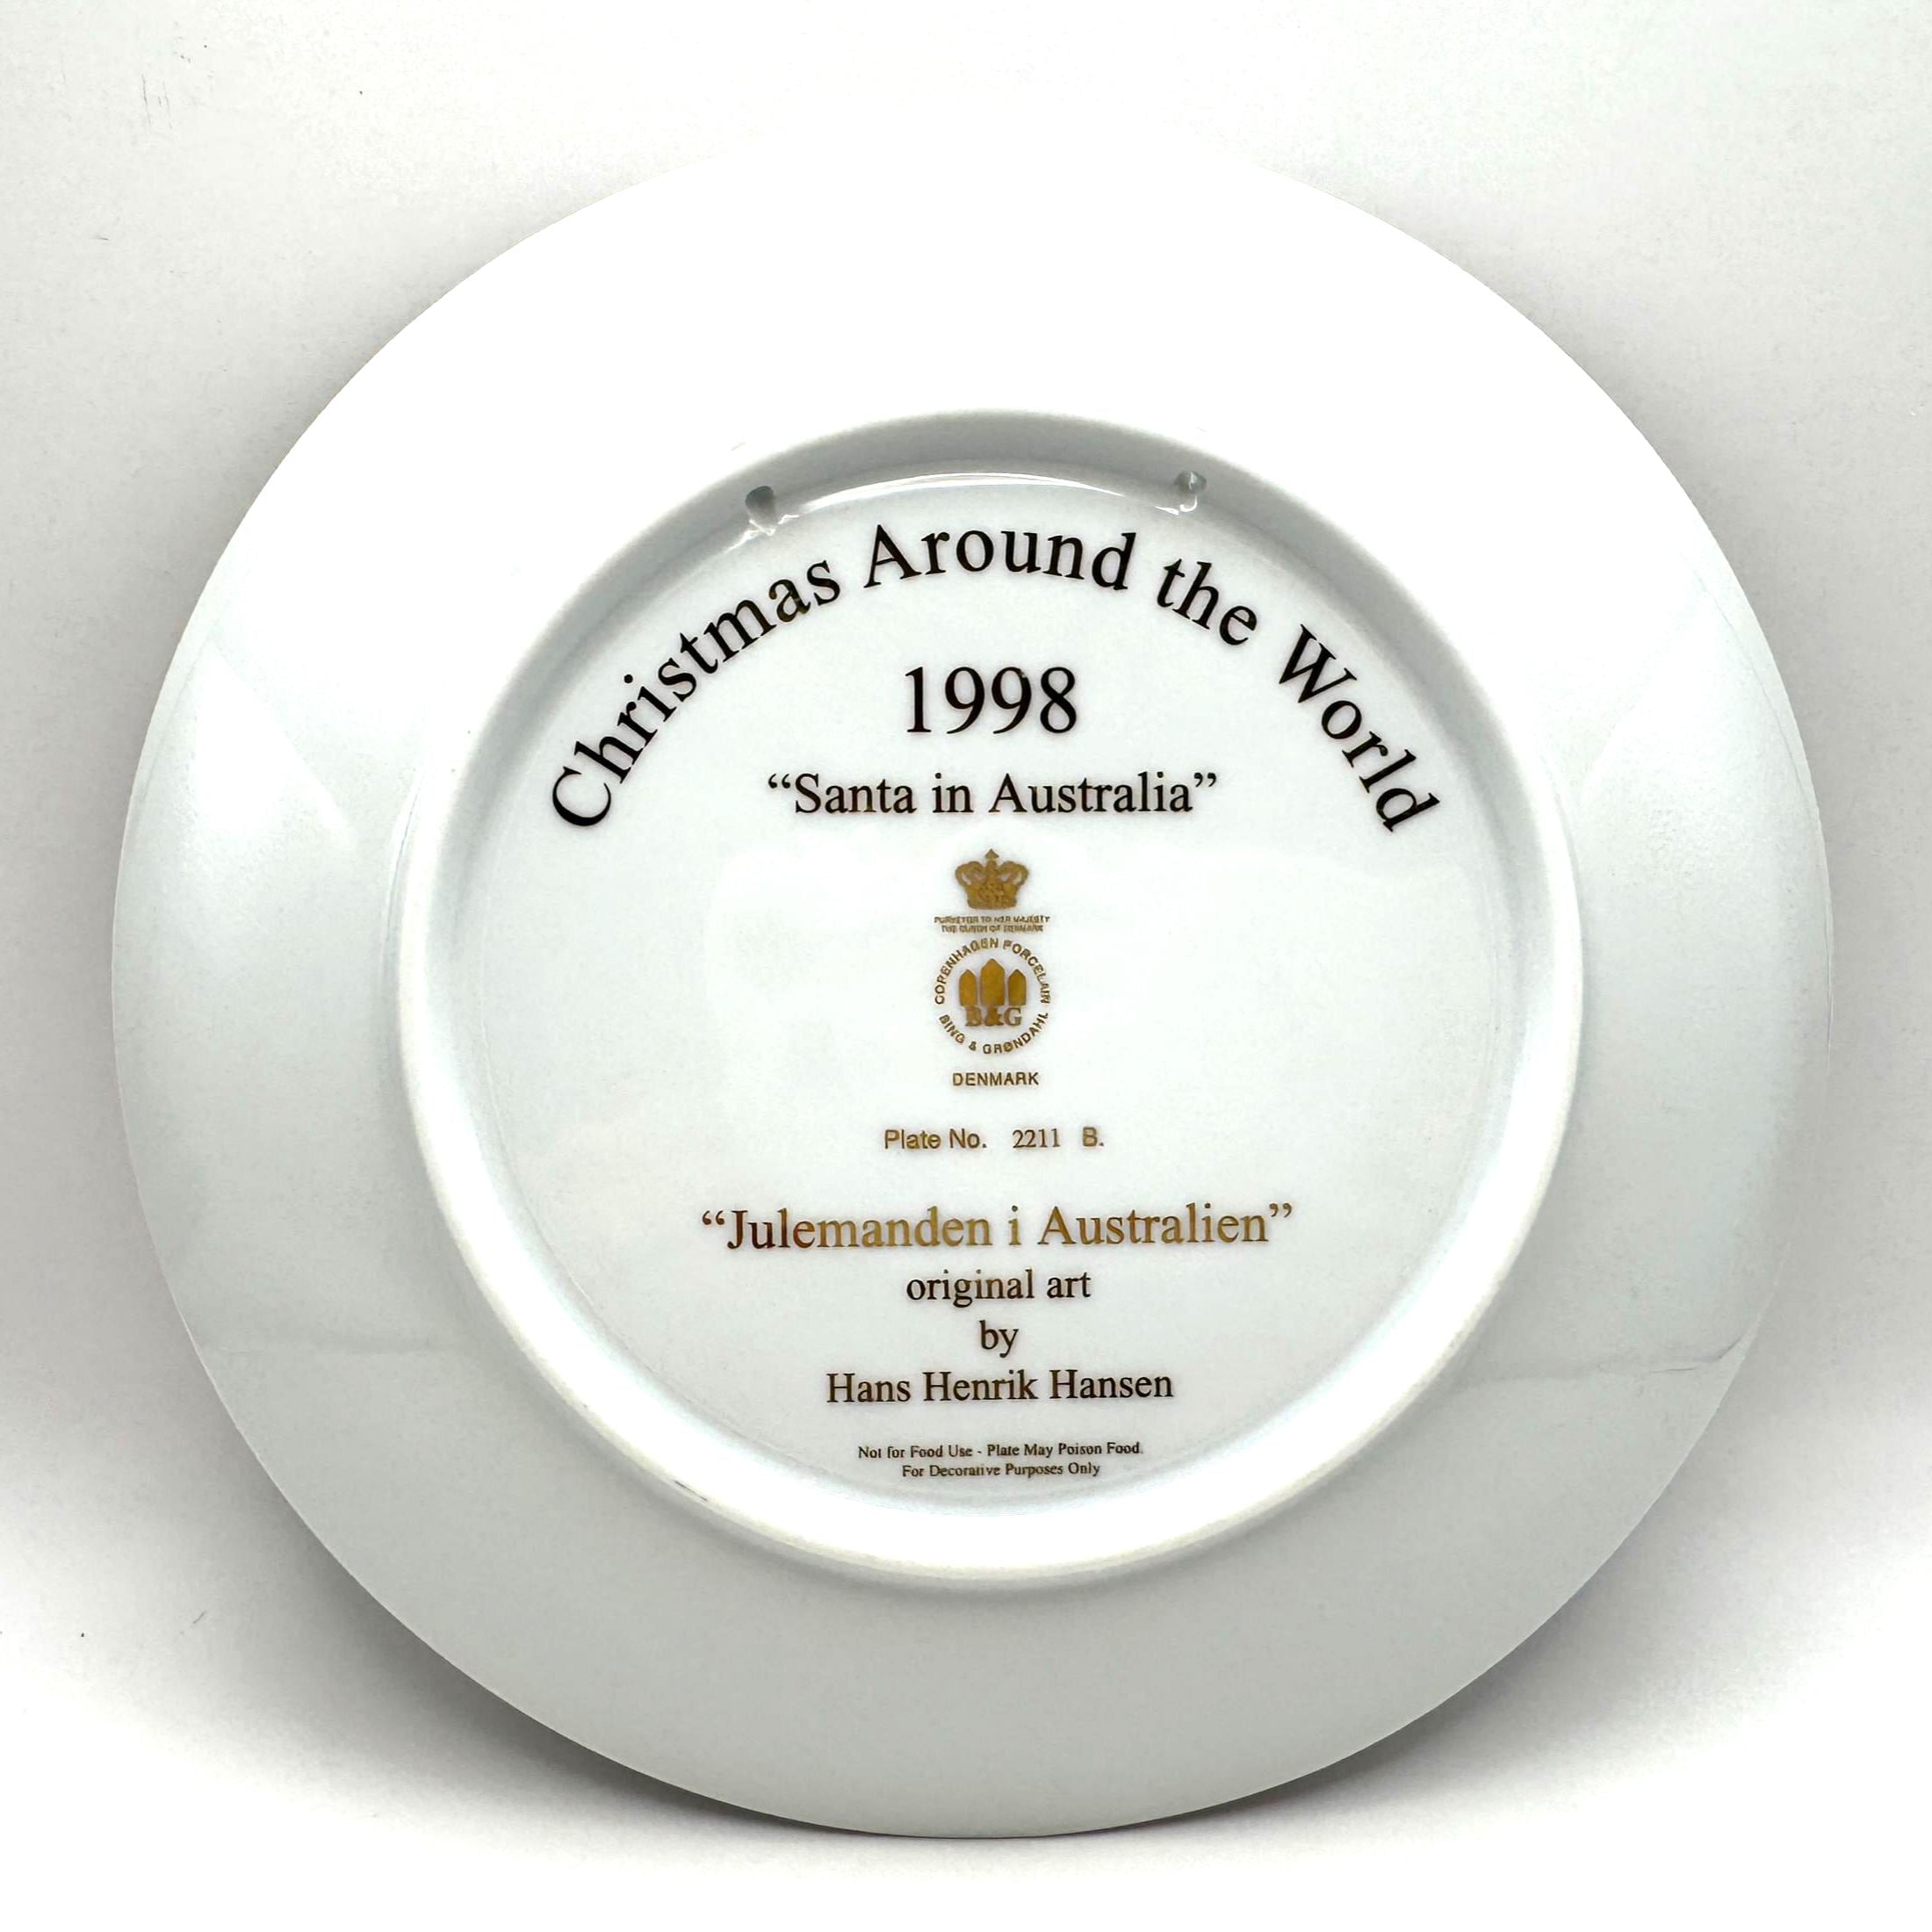 Christmas Around the World
1998
“Santa in Australia”
PURVEYOR TO HER MAJESTY
THE QUEEN OF DENMARK
COPENHAGEN PORCELAIN
B&G
BING & GRØNDAHL
DENMARK
Plate No. 2211 B.
“Julemanden i Australien”
original art
by
Hans Henrik Hansen
Not for Food Use - Plate May Poison Food.
For Decorative Purposes Only